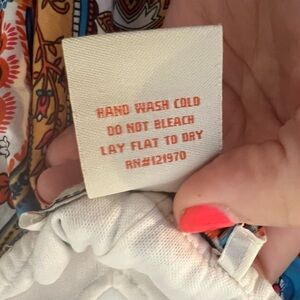 HAND WASH COLD
DO NOT BLEACH
LAY FLAT TO DRY
RN#121970